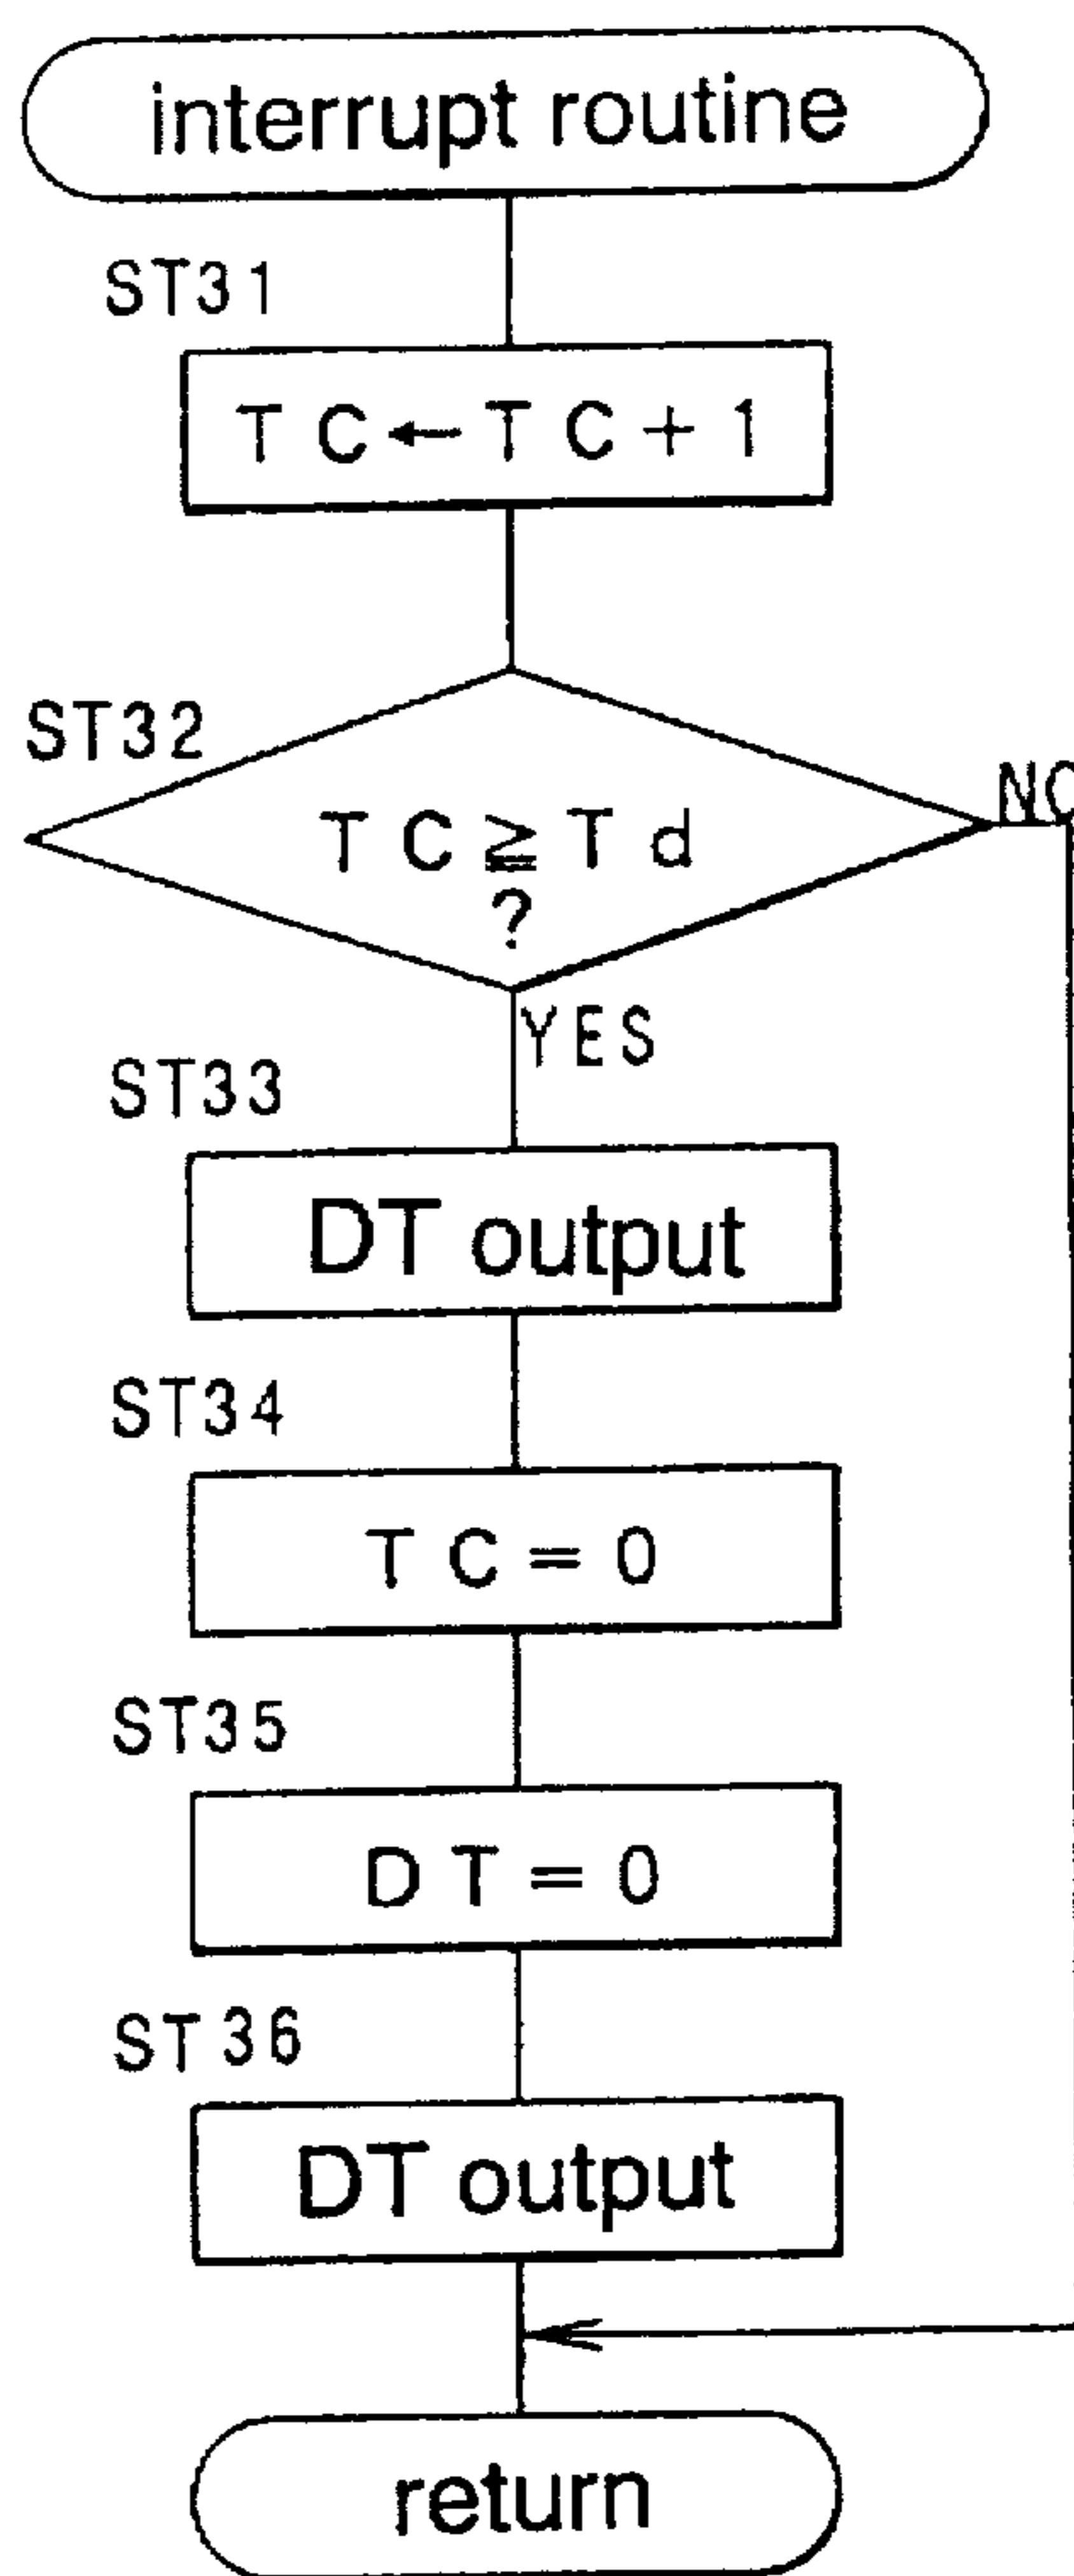 interrupt routine
ST31
TC←TC+1
ST32
TC≧Td
?
NO
YES
ST33
DT output
ST34
TC=0
ST35
DT=0
ST36
DT output
return